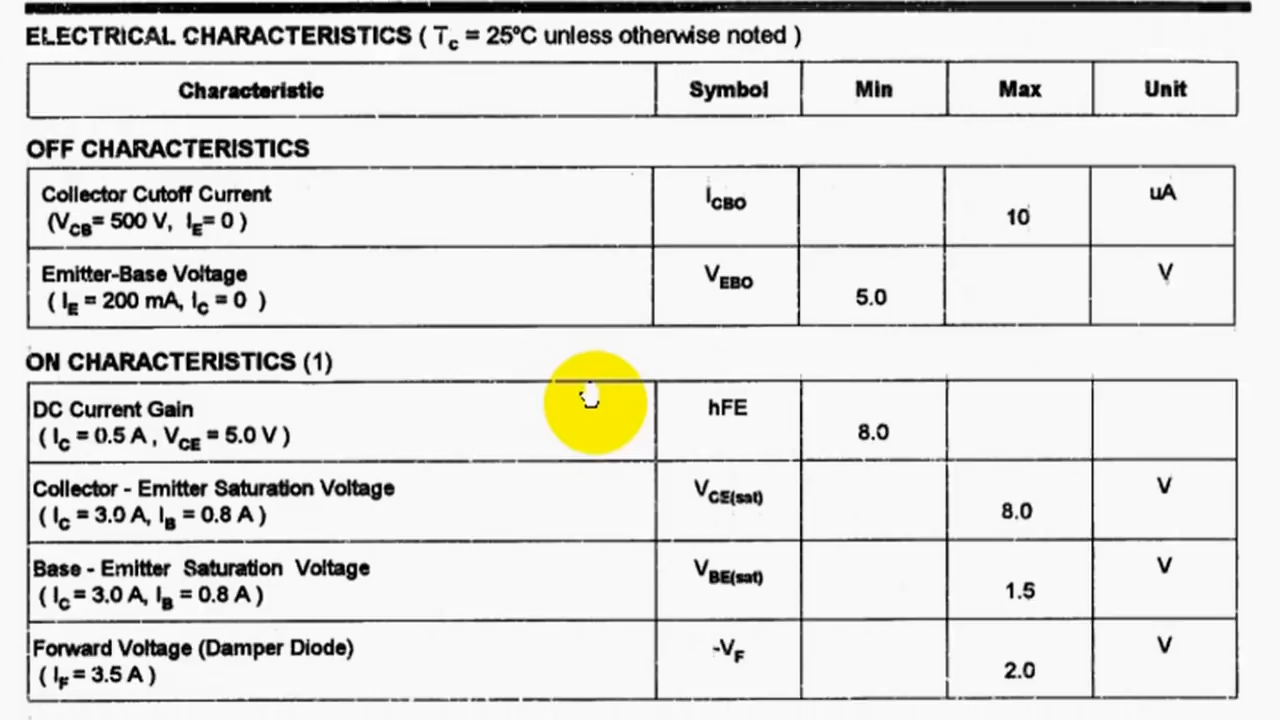 ELECTRICAL CHARACTERISTICS ( Tc = 25°C unless otherwise noted )
Characteristic Symbol Min Max Unit
OFF CHARACTERISTICS
Collector Cutoff Current ICBO uA
(VCB= 500 V, IE= 0 ) 10
Emitter-Base Voltage VEBO V
( IE = 200 mA, IC = 0 ) 5.0
ON CHARACTERISTICS (1)
DC Current Gain hFE
( IC = 0.5 A , VCE = 5.0 V ) 8.0
Collector - Emitter Saturation Voltage VCE(sat) V
( IC = 3.0 A, IB = 0.8 A ) 8.0
Base - Emitter Saturation Voltage VBE(sat) V
( IC = 3.0 A, IB = 0.8 A ) 1.5
Forward Voltage (Damper Diode) -VF V
( IF = 3.5 A ) 2.0